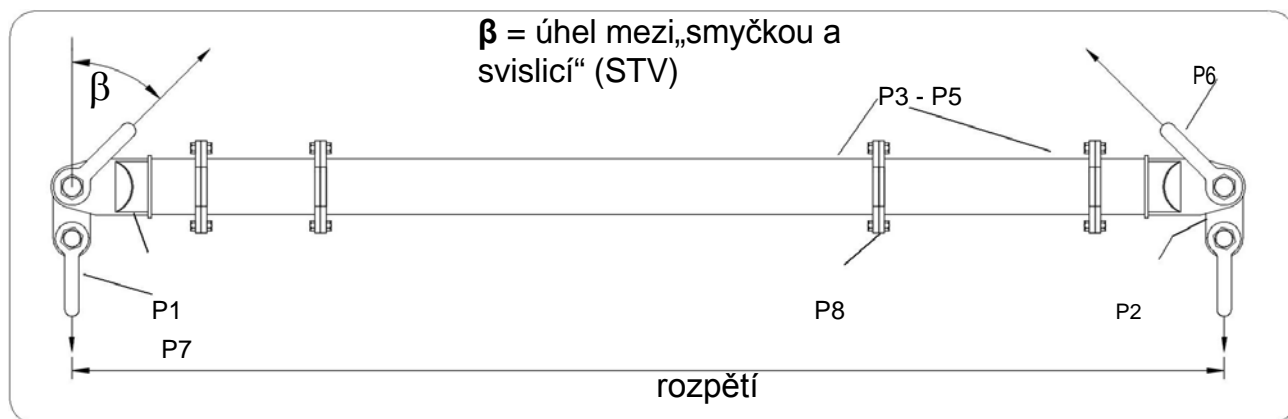 β = úhel mezi„smyčkou a
svislicí“ (STV)
β
P6
P3 - P5
P1
P8
P2
P7
rozpětí